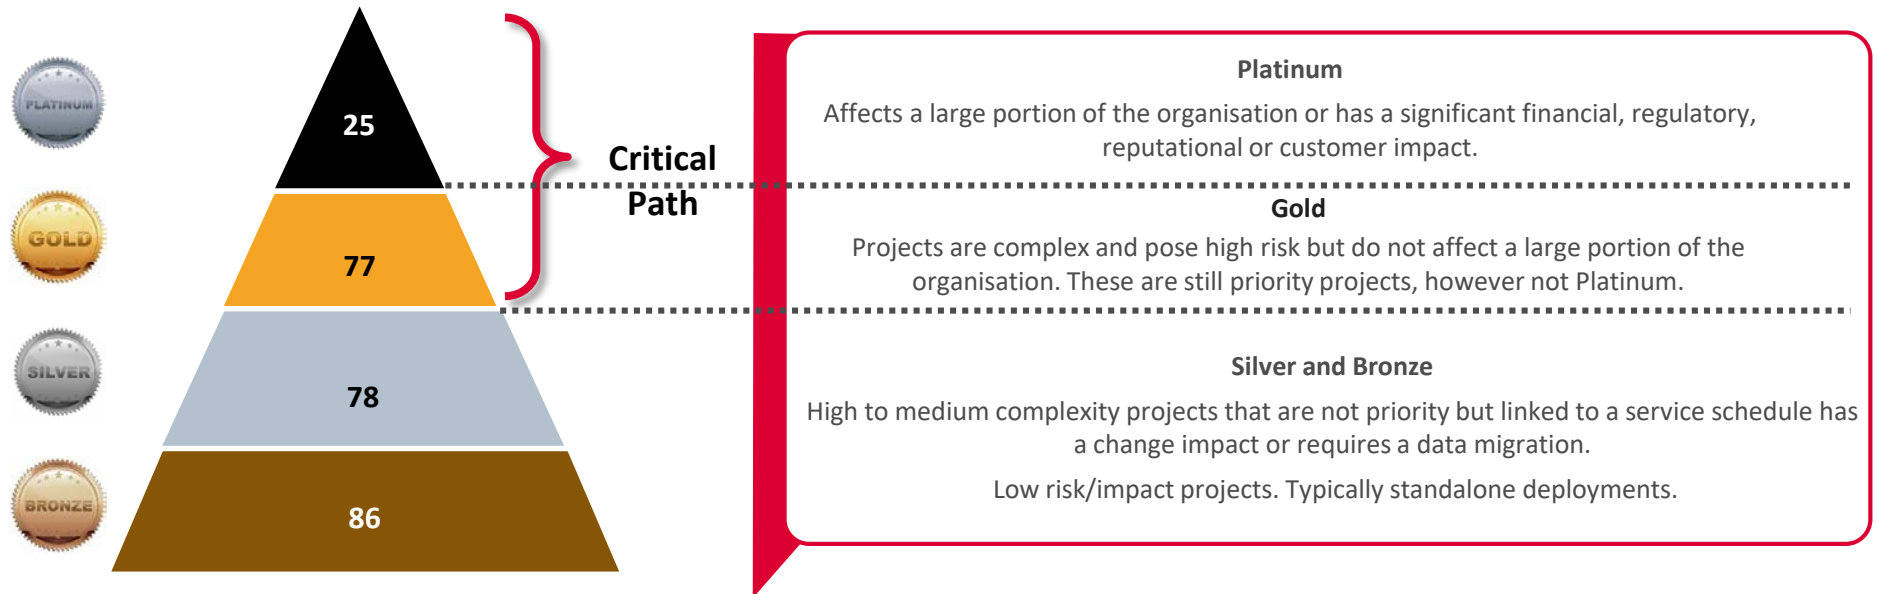 PLATINUM
25
GOLD
77
SILVER
78
BRONZE
86
Critical
Path
Platinum
Affects a large portion of the organisation or has a significant financial, regulatory,
reputational or customer impact.
Gold
Projects are complex and pose high risk but do not affect a large portion of the
organisation. These are still priority projects, however not Platinum.
Silver and Bronze
High to medium complexity projects that are not priority but linked to a service schedule has
a change impact or requires a data migration.
Low risk/impact projects. Typically standalone deployments.